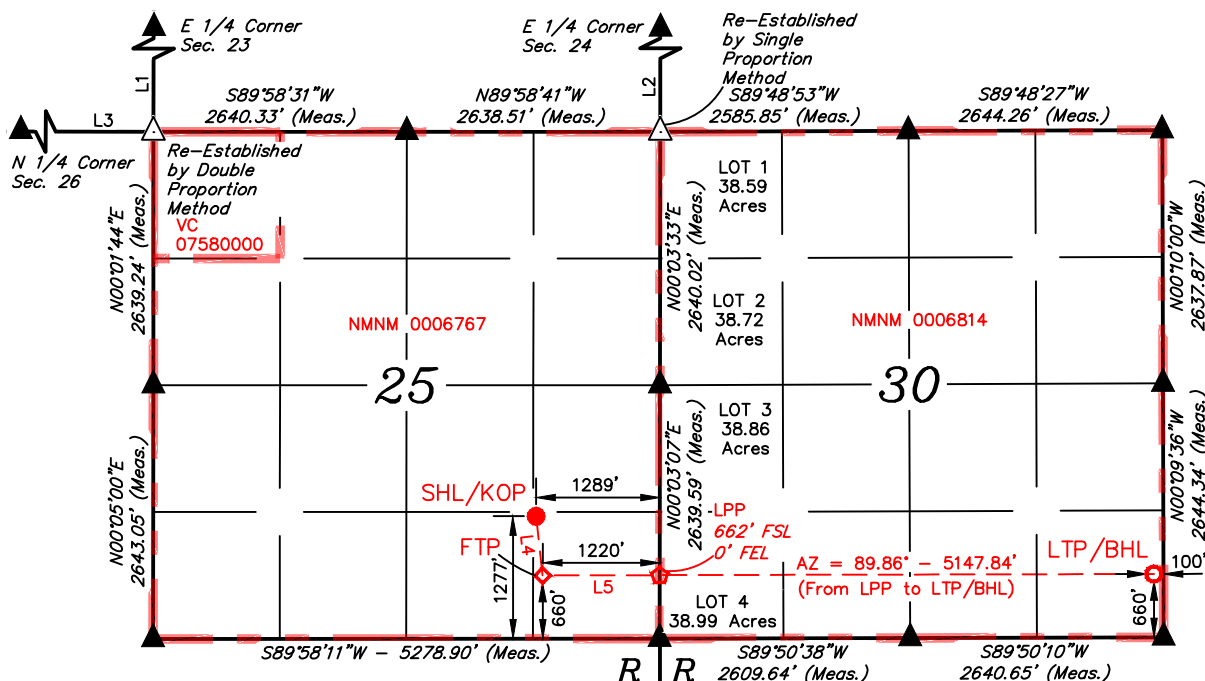 E 1/4 Corner
Sec. 23
E 1/4 Corner
Sec. 24
Re-Established
by Single
Proportion
Method
L1
L2
L3
S89°58'31"W
2640.33' (Meas.)
N89°58'41"W
2638.51' (Meas.)
S89°48'53"W
2585.85' (Meas.)
S89°48'27"W
2644.26' (Meas.)
N 1/4 Corner
Sec. 26
Re-Established
by Double
Proportion
Method
VC
07580000
LOT 1
38.59
Acres
N00°01'44"E
2639.24' (Meas.)
N00°03'33"E
2640.02' (Meas.)
N00°10'00"W
2637.87' (Meas.)
NMNM 0006767
LOT 2
38.72
Acres
NMNM 0006814
25
30
LOT 3
38.86
Acres
N00°05'00"E
2643.05' (Meas.)
N00°03'07"E
2639.59' (Meas.)
N00°09'36"W
2644.34' (Meas.)
SHL/KOP
1289'
LPP
662' FSL
0' FEL
FTP
L4
1277'
1220'
L5
660'
AZ = 89.86° - 5147.84'
(From LPP to LTP/BHL)
LTP/BHL
100'
660'
LOT 4
38.99 Acres
S89°58'11"W - 5278.90' (Meas.)
S89°50'38"W
2609.64' (Meas.)
S89°50'10"W
2640.65' (Meas.)
R R